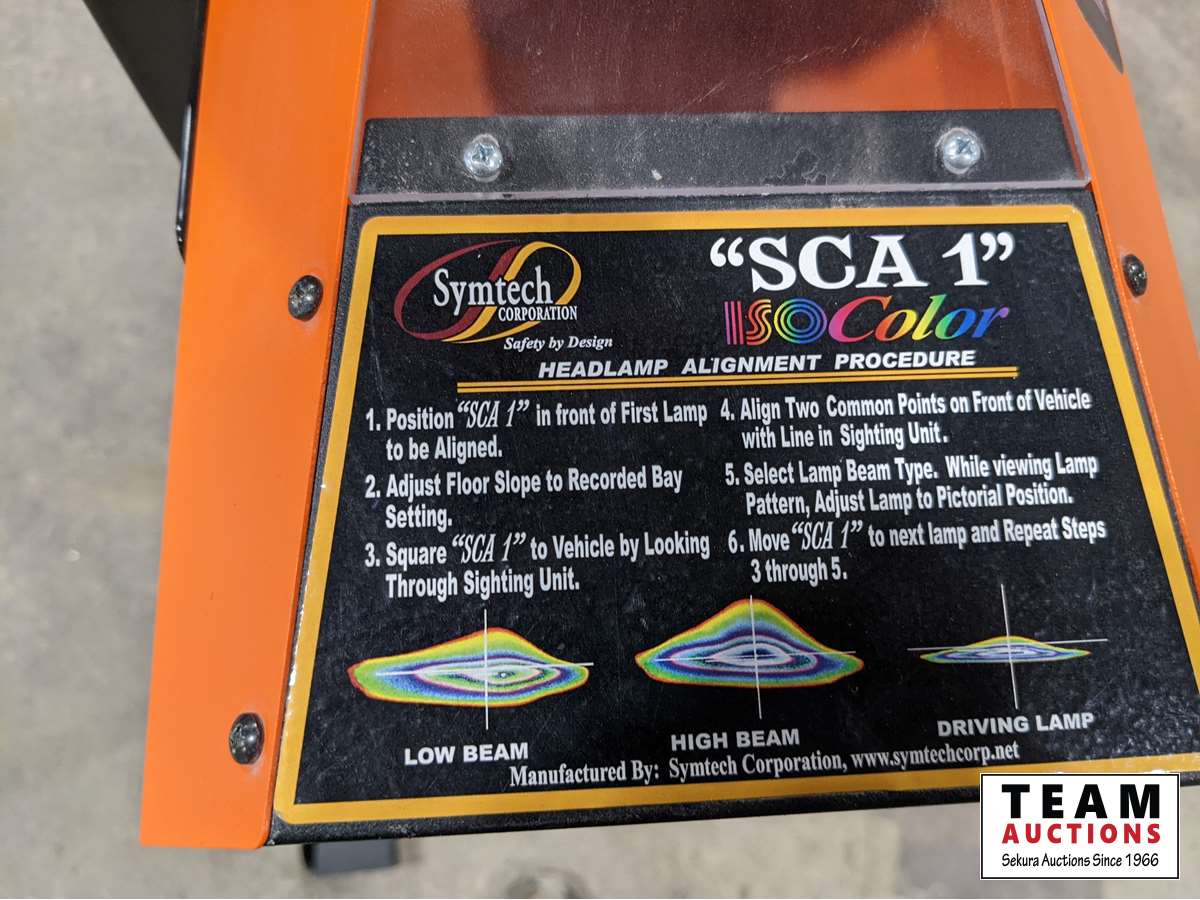 Symtech
CORPORATION
Safety by Design
“SCA 1”
ISOColor
HEADLAMP ALIGNMENT PROCEDURE
1. Position “SCA 1” in front of First Lamp
to be Aligned.
2. Adjust Floor Slope to Recorded Bay
Setting.
3. Square “SCA 1” to Vehicle by Looking
Through Sighting Unit.
4. Align Two Common Points on Front of Vehicle
with Line in Sighting Unit.
5. Select Lamp Beam Type. While viewing Lamp
Pattern, Adjust Lamp to Pictorial Position.
6. Move “SCA 1” to next lamp and Repeat Steps
3 through 5.
LOW BEAM
HIGH BEAM
DRIVING LAMP
Manufactured By: Symtech Corporation, www.symtechcorp.net
TEAM
AUCTIONS
Sekura Auctions Since 1966